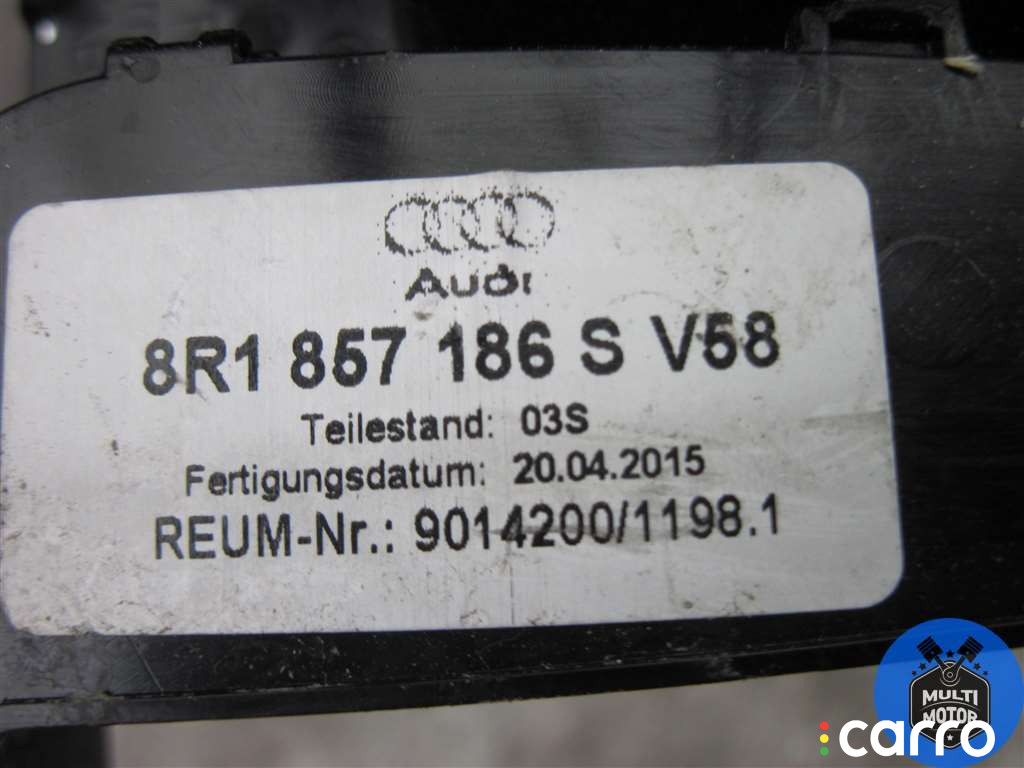 Audi
8R1 857 186 S V58
Teilestand: 03S
Fertigungsdatum: 20.04.2015
REUM-Nr.: 9014200/1198.1
MULTI
MOTOR
carro